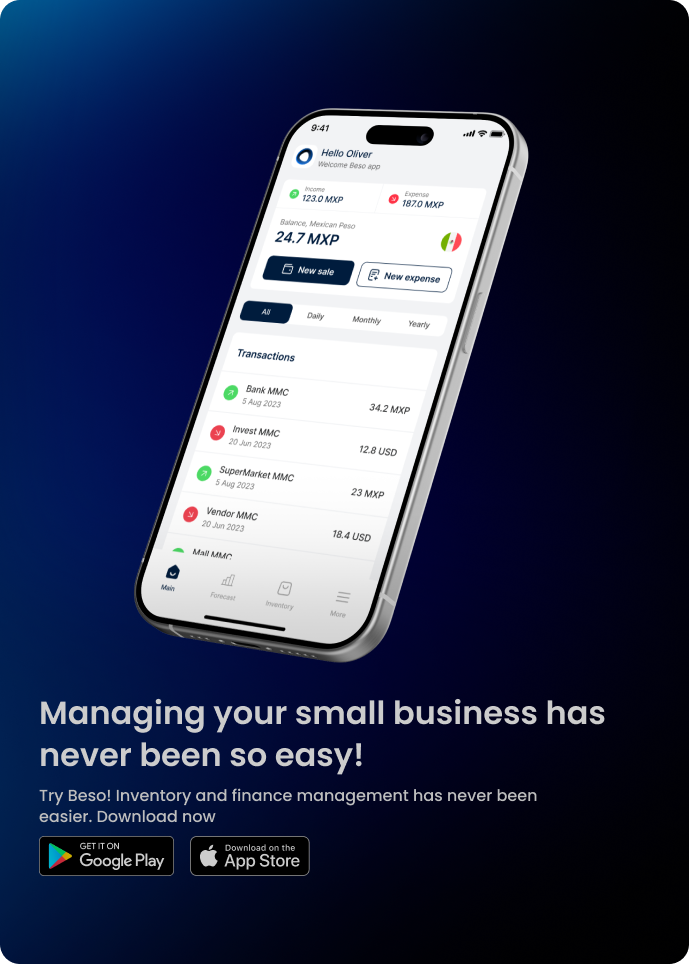 9:41
Hello Oliver
Welcome Beso app
Income
123.0 MXP
Expense
187.0 MXP
Balance, Mexican Peso
24.7 MXP
New sale
New expense
All
Daily
Monthly
Yearly
Transactions
Bank MMC
5 Aug 2023
34.2 MXP
Invest MMC
20 Jun 2023
12.8 USD
SuperMarket MMC
5 Aug 2023
23 MXP
Vendor MMC
20 Jun 2023
18.4 USD
Mall MMC
Main
Forecast
Inventory
More
Managing your small business has
never been so easy!
Try Beso! Inventory and finance management has never been
easier. Download now
GET IT ON
Google Play
Download on the
App Store